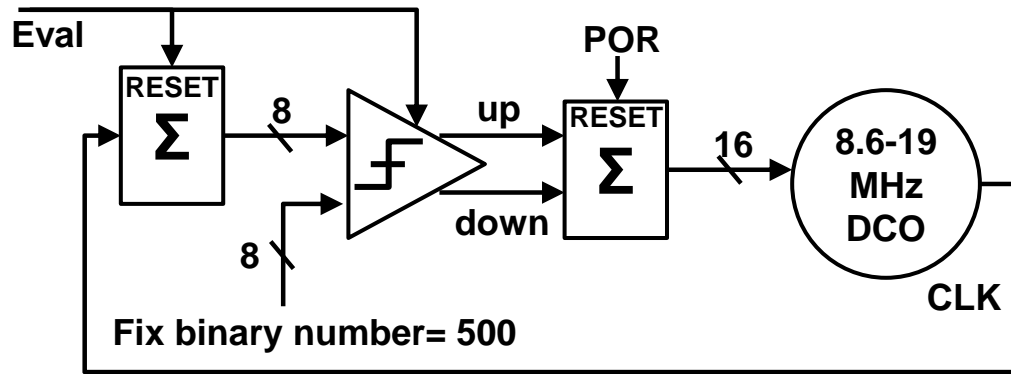 Eval
RESET
Σ
8
8
Fix binary number= 500
up
down
POR
RESET
Σ
16
8.6-19
MHz
DCO
CLK